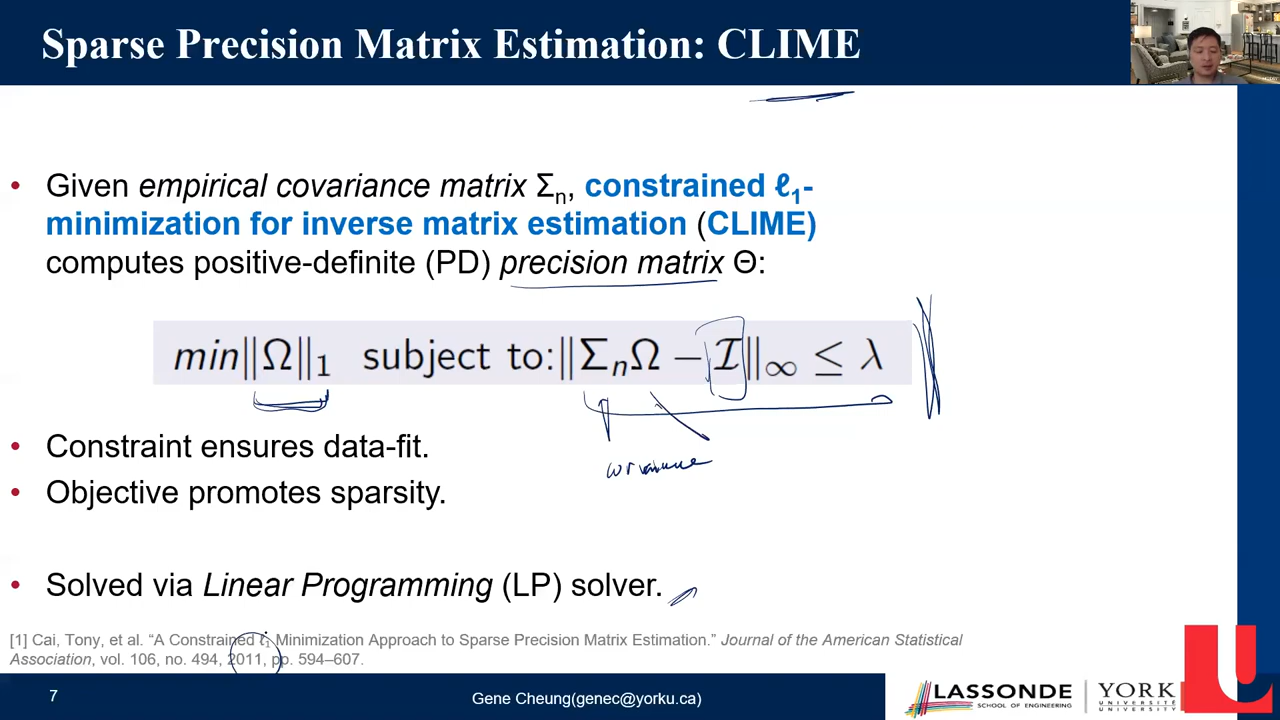 Sparse Precision Matrix Estimation: CLIME
• Given empirical covariance matrix Σn, constrained ℓ1-
minimization for inverse matrix estimation (CLIME)
computes positive-definite (PD) precision matrix Θ:
min||Ω||1 subject to:||ΣnΩ − I||∞ ≤ λ
covariance
• Constraint ensures data-fit.
• Objective promotes sparsity.
• Solved via Linear Programming (LP) solver.
[1] Cai, Tony, et al. “A Constrained ℓ1 Minimization Approach to Sparse Precision Matrix Estimation.” Journal of the American Statistical
Association, vol. 106, no. 494, 2011, pp. 594–607.
7
Gene Cheung(genec@yorku.ca)
LASSONDE
SCHOOL OF ENGINEERING
YORK
UNIVERSITÉ
UNIVERSITY